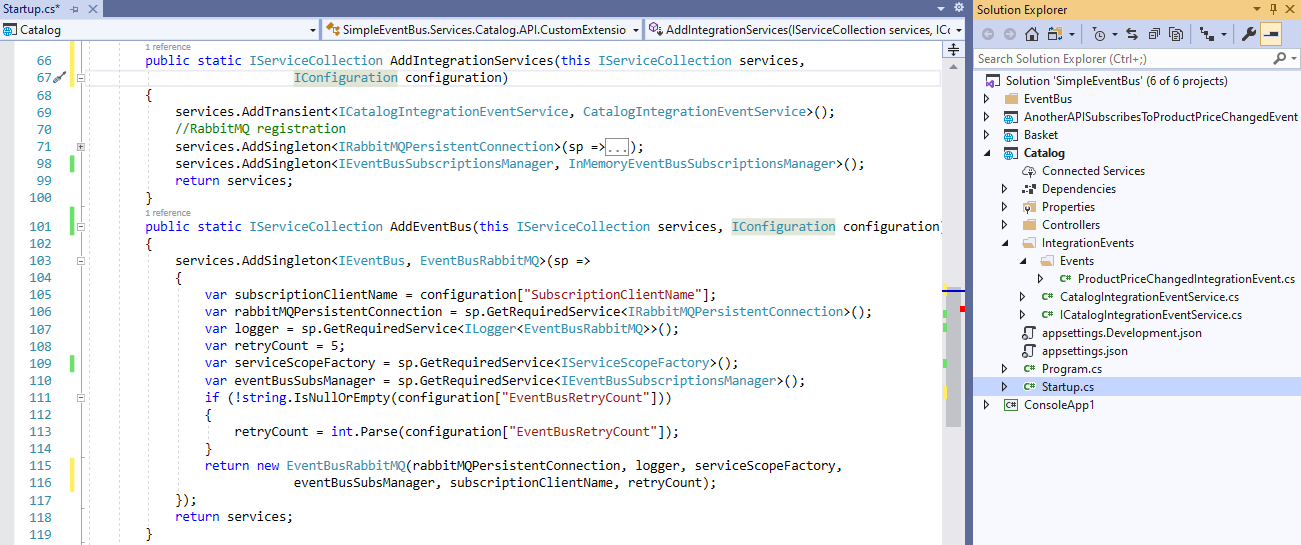 Startup.cs*
Catalog
SimpleEventBus.Services.Catalog.API.CustomExtensio
AddIntegrationServices(IServiceCollection services, ICo
1 reference
66 public static IServiceCollection AddIntegrationServices(this IServiceCollection services,
67 IConfiguration configuration)
68 {
69 services.AddTransient<ICatalogIntegrationEventService, CatalogIntegrationEventService>();
70 //RabbitMQ registration
71 services.AddSingleton<IRabbitMQPersistentConnection>(sp =>...);
98 services.AddSingleton<IEventBusSubscriptionsManager, InMemoryEventBusSubscriptionsManager>();
99 return services;
100 }
1 reference
101 public static IServiceCollection AddEventBus(this IServiceCollection services, IConfiguration configuration)
102 {
103 services.AddSingleton<IEventBus, EventBusRabbitMQ>(sp =>
104 {
105 var subscriptionClientName = configuration["SubscriptionClientName"];
106 var rabbitMQPersistentConnection = sp.GetRequiredService<IRabbitMQPersistentConnection>();
107 var logger = sp.GetRequiredService<ILogger<EventBusRabbitMQ>>();
108 var retryCount = 5;
109 var serviceScopeFactory = sp.GetRequiredService<IServiceScopeFactory>();
110 var eventBusSubsManager = sp.GetRequiredService<IEventBusSubscriptionsManager>();
111 if (!string.IsNullOrEmpty(configuration["EventBusRetryCount"]))
112 {
113 retryCount = int.Parse(configuration["EventBusRetryCount"]);
114 }
115 return new EventBusRabbitMQ(rabbitMQPersistentConnection, logger, serviceScopeFactory,
116 eventBusSubsManager, subscriptionClientName, retryCount);
117 });
118 return services;
119 }
Solution Explorer
Search Solution Explorer (Ctrl+;)
Solution 'SimpleEventBus' (6 of 6 projects)
EventBus
AnotherAPISubscribesToProductPriceChangedEvent
Basket
Catalog
Connected Services
Dependencies
Properties
Controllers
IntegrationEvents
Events
C# ProductPriceChangedIntegrationEvent.cs
C# CatalogIntegrationEventService.cs
C# ICatalogIntegrationEventService.cs
appsettings.Development.json
appsettings.json
C# Program.cs
C# Startup.cs
C# ConsoleApp1